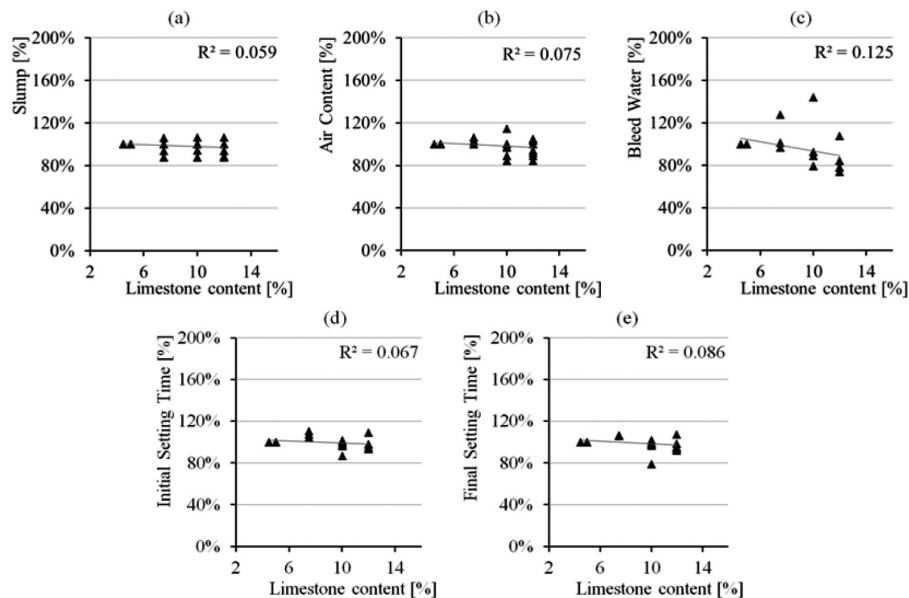 (a)
200%
160%
120%
80%
40%
0%
Slump [%]
R² = 0.059
2 6 10 14
Limestone content [%]
(b)
200%
160%
120%
80%
40%
0%
Air Content [%]
R² = 0.075
2 6 10 14
Limestone content [%]
(c)
200%
160%
120%
80%
40%
0%
Bleed Water [%]
R² = 0.125
2 6 10 14
Limestone content [%]
(d)
200%
160%
120%
80%
40%
0%
Initial Setting Time [%]
R² = 0.067
2 6 10 14
Limestone content [%]
(e)
200%
160%
120%
80%
40%
0%
Final Setting Time [%]
R² = 0.086
2 6 10 14
Limestone content [%]